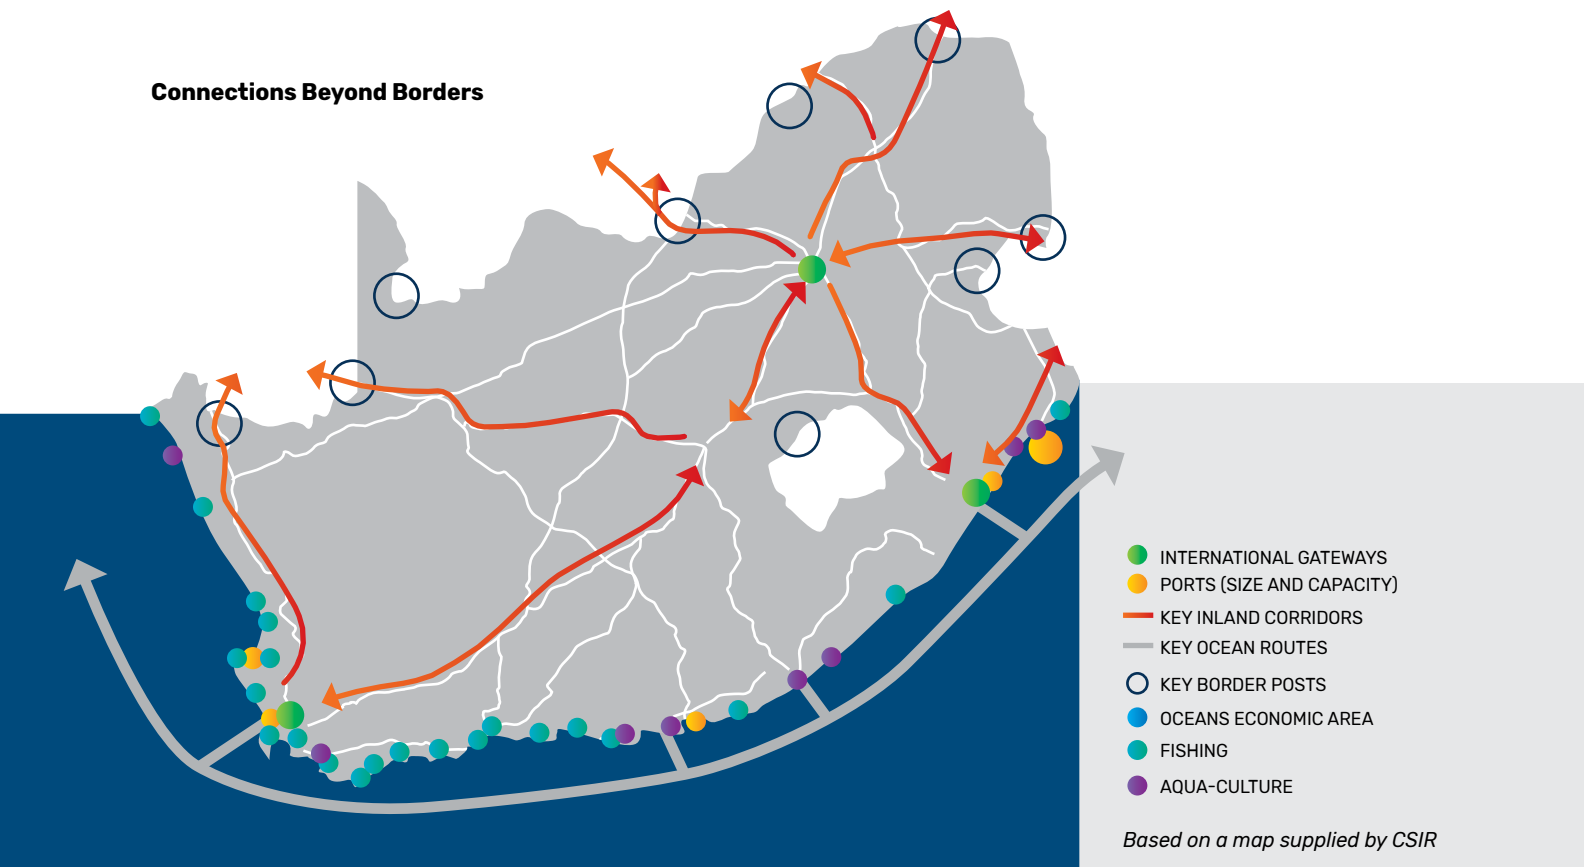 Connections Beyond Borders
INTERNATIONAL GATEWAYS
PORTS (SIZE AND CAPACITY)
KEY INLAND CORRIDORS
KEY OCEAN ROUTES
KEY BORDER POSTS
OCEANS ECONOMIC AREA
FISHING
AQUA-CULTURE
Based on a map supplied by CSIR